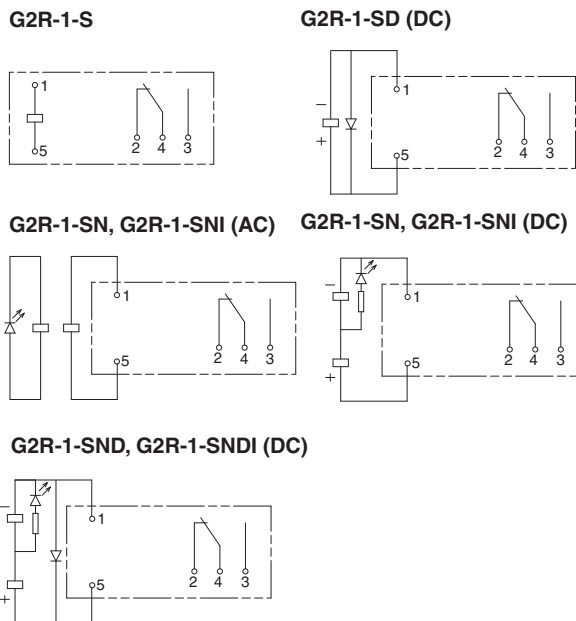 G2R-1-S
1
5
2 4 3
G2R-1-SD (DC)
−
+
1
5
2 4 3
G2R-1-SN, G2R-1-SNI (AC)
1
5
2 4 3
G2R-1-SN, G2R-1-SNI (DC)
−
+
1
5
2 4 3
G2R-1-SND, G2R-1-SNDI (DC)
−
+
1
5
2 4 3